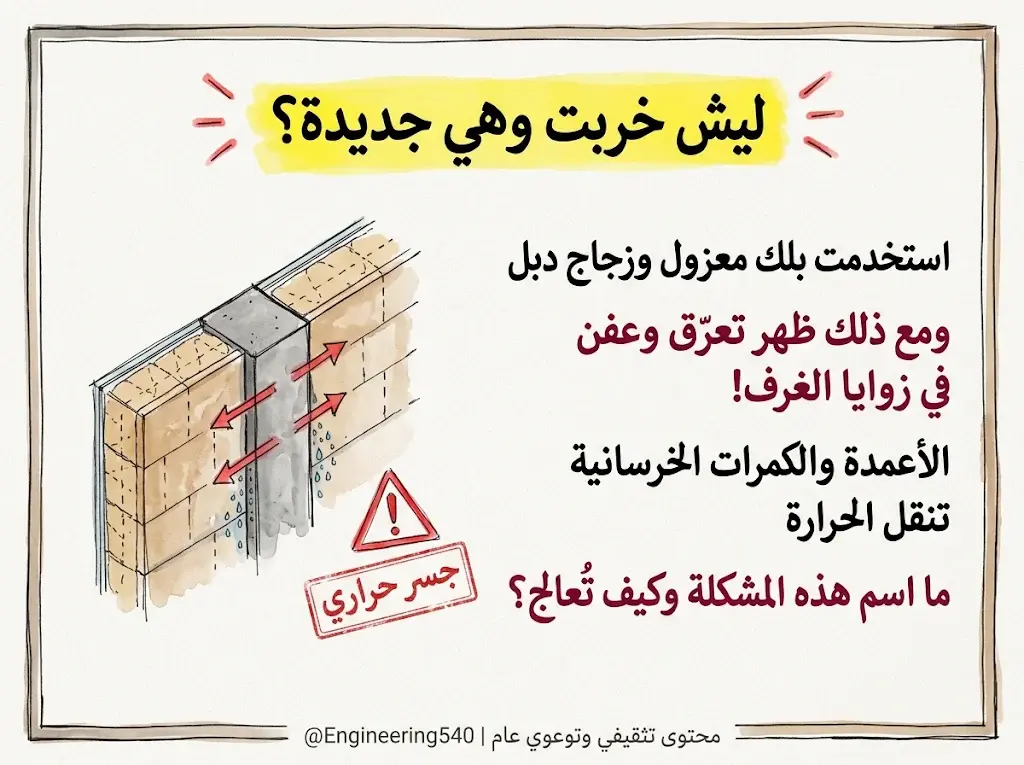 ليش خربت وهي جديدة؟
استخدمت بلك معزول وزجاج دبل
ومع ذلك ظهر تعرّق وعفن
في زوايا الغرف!
الأعمدة والكمرات الخرسانية
تنقل الحرارة
ما اسم هذه المشكلة وكيف تُعالج؟
!
جسر حراري
محتوى تثقيفي وتوعوي عام | @Engineering540